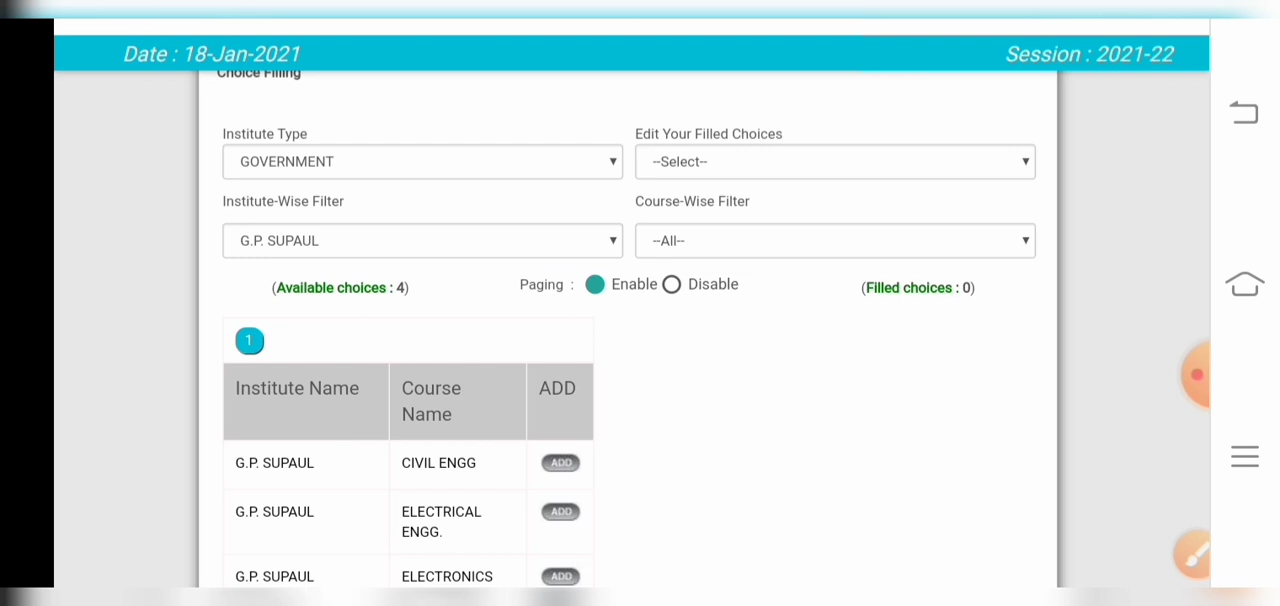 Date : 18-Jan-2021
Session : 2021-22
Choice Filling
Institute Type
Edit Your Filled Choices
GOVERNMENT
--Select--
Institute-Wise Filter
Course-Wise Filter
G.P. SUPAUL
--All--
(Available choices : 4)
Paging : Enable Disable
(Filled choices : 0)
1
Institute Name
Course Name
ADD
G.P. SUPAUL
CIVIL ENGG
ADD
G.P. SUPAUL
ELECTRICAL
ENGG.
ADD
G.P. SUPAUL
ELECTRONICS
ADD